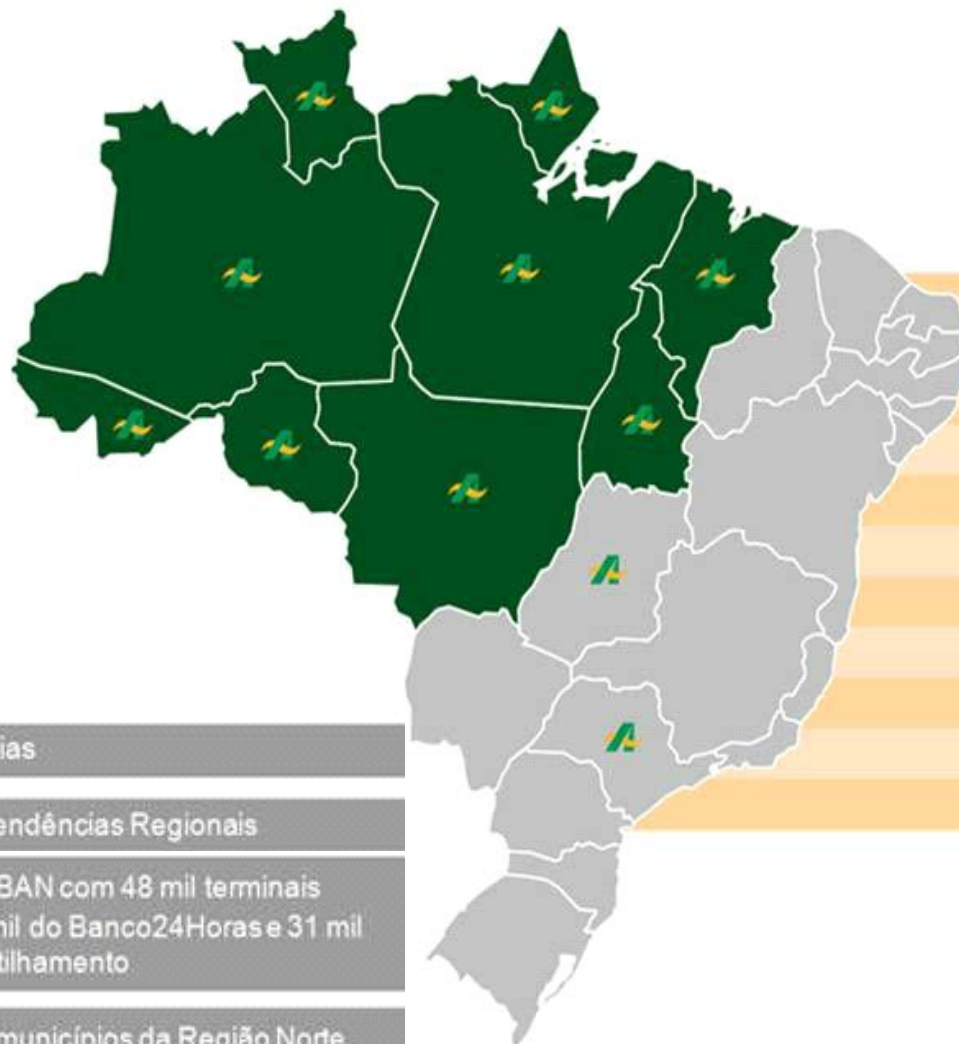 ias
endências Regionais
BAN com 48 mil terminais
mil do Banco24Horas e 31 mil
tilhamento
municípios da Região Norte